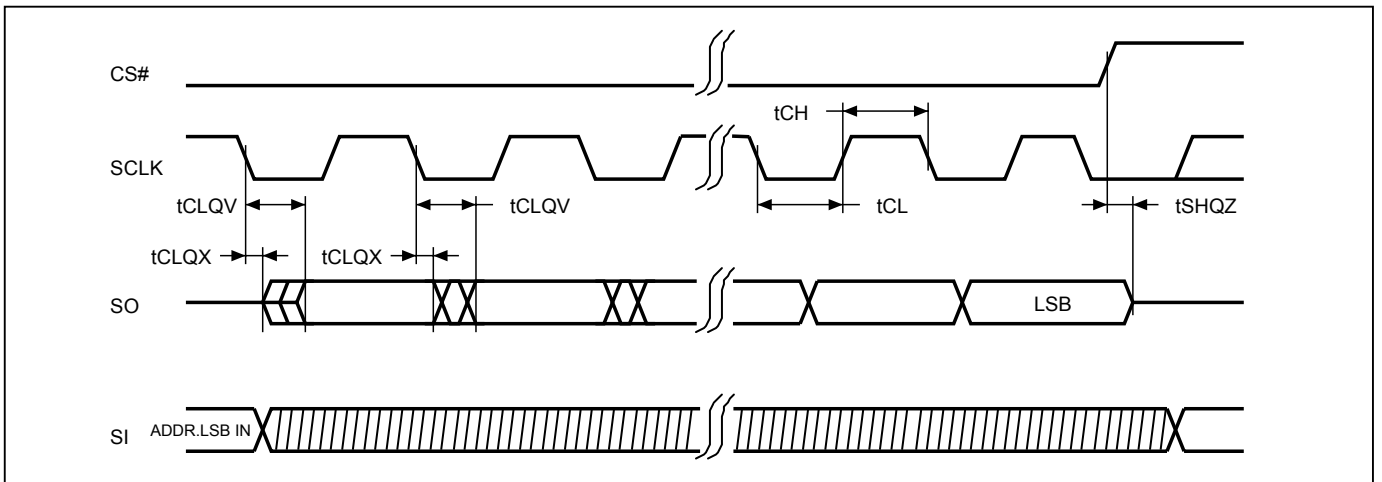 CS#
tCH
SCLK
tCLQV
tCLQV
tCL
tSHQZ
tCLQX
tCLQX
SO
LSB
SI
ADDR.LSB IN